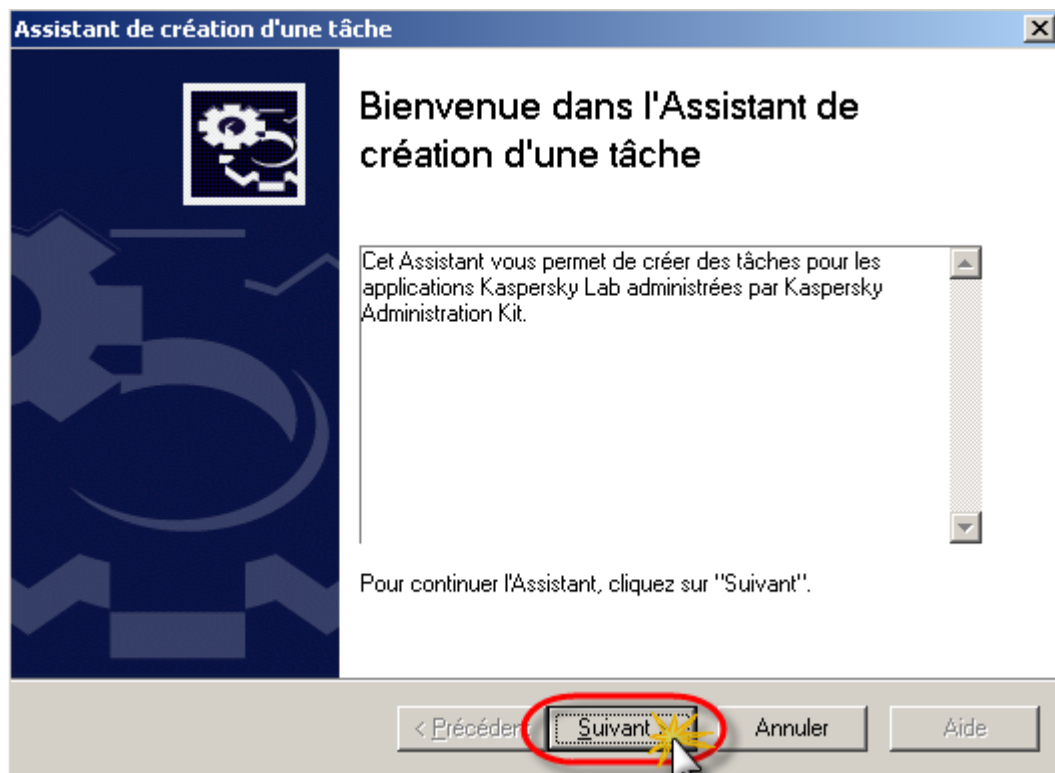 Assistant de création d'une tâche
Bienvenue dans l'Assistant de
création d'une tâche
Cet Assistant vous permet de créer des tâches pour les
applications Kaspersky Lab administrées par Kaspersky
Administration Kit.
Pour continuer l'Assistant, cliquez sur "Suivant".
< Précédent
Suivant
Annuler
Aide